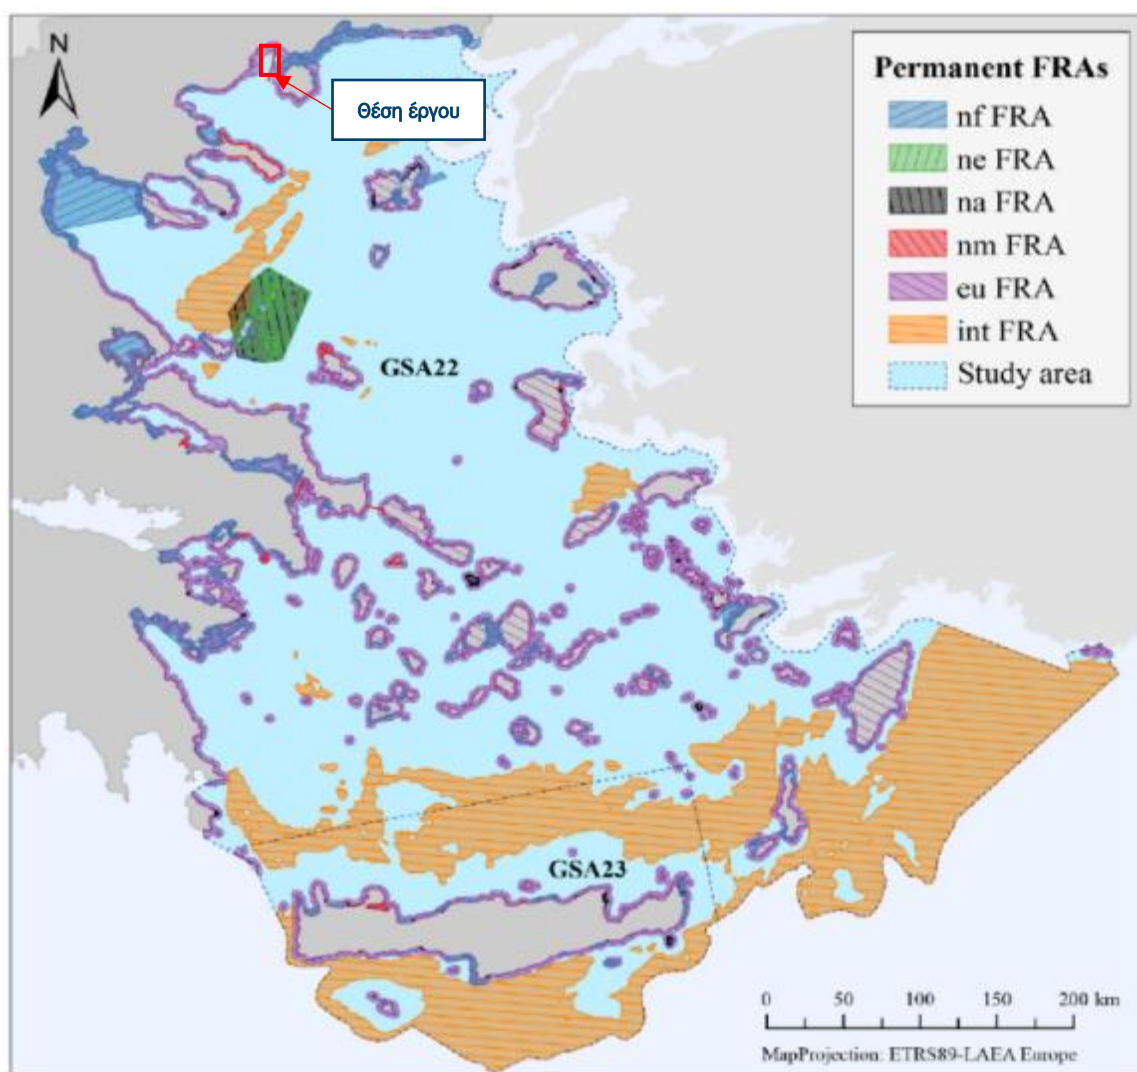 N
Θέση έργου
Permanent FRAs
nf FRA
ne FRA
na FRA
nm FRA
eu FRA
int FRA
Study area
GSA22
GSA23
0 50 100 150 200 km
MapProjection: ETRS89-LAEA Europe